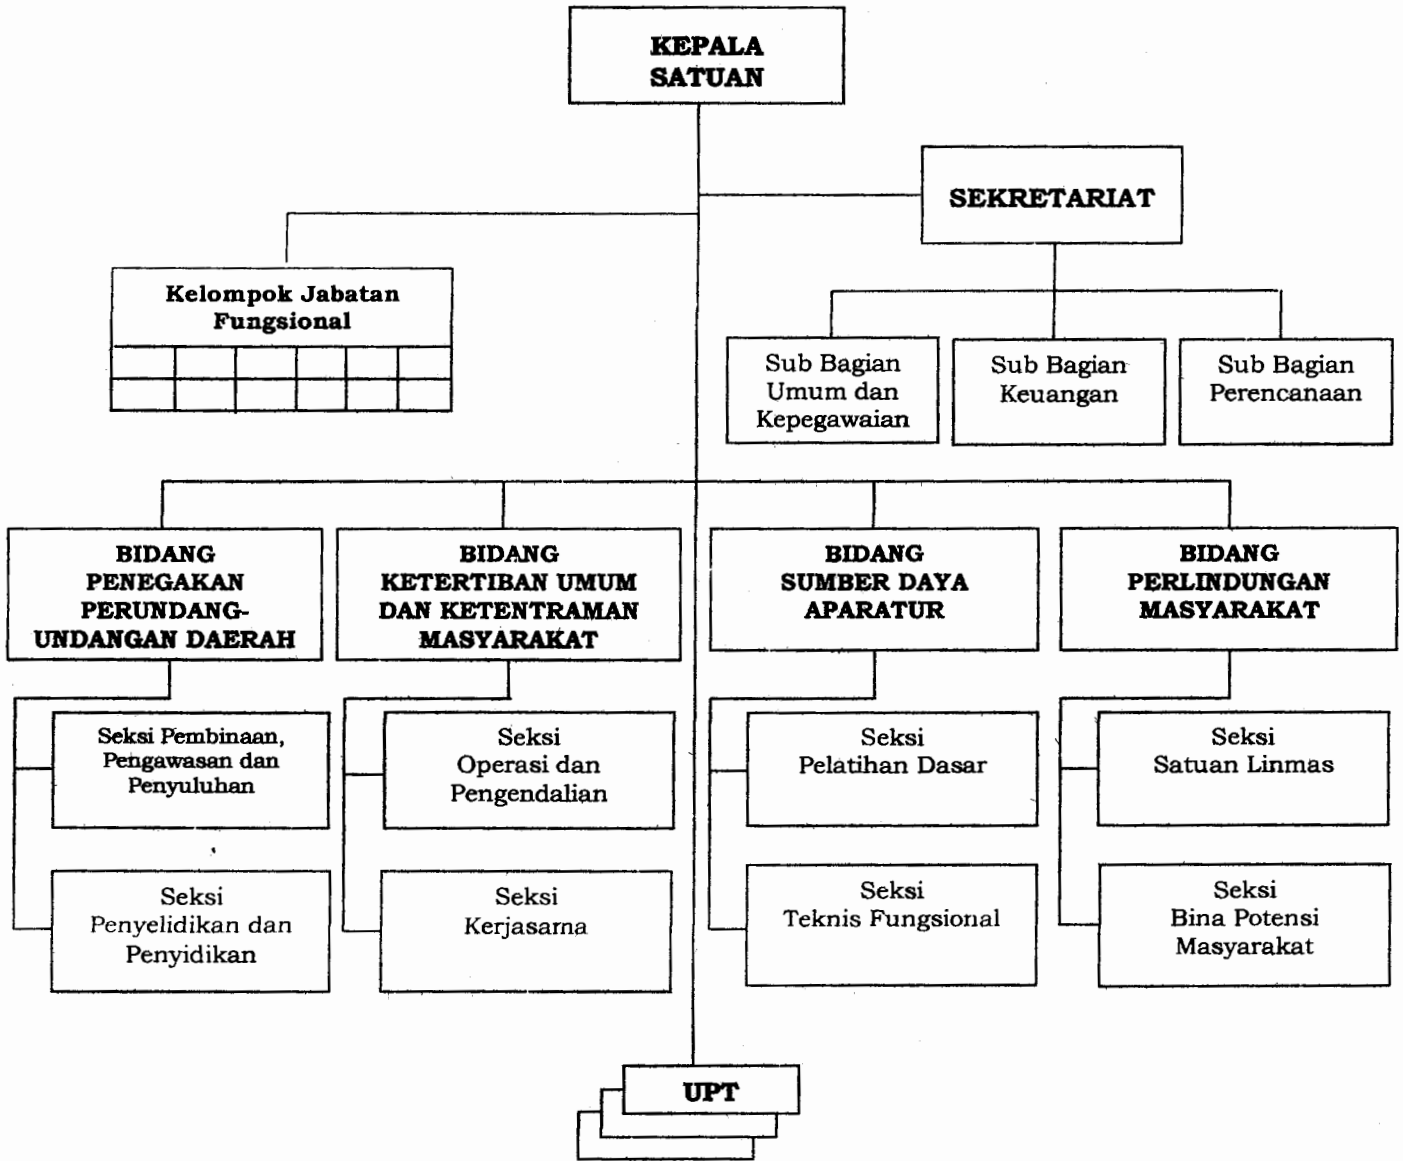 KEPALA
SATUAN
SEKRETARIAT
Kelompok Jabatan
Fungsional
Sub Bagian
Umum dan
Kepegawaian
Sub Bagian
Keuangan
Sub Bagian
Perencanaan
BIDANG
PENEGAKAN
PERUNDANG-
UNDANGAN DAERAH
BIDANG
KETERTIBAN UMUM
DAN KETENTRAMAN
MASYARAKAT
BIDANG
SUMBER DAYA
APARATUR
BIDANG
PERLINDUNGAN
MASYARAKAT
Seksi Pembinaan,
Pengawasan dan
Penyuluhan
Seksi
Operasi dan
Pengendalian
Seksi
Pelatihan Dasar
Seksi
Satuan Linmas
Seksi
Penyelidikan dan
Penyidikan
Seksi
Kerjasama
Seksi
Teknis Fungsional
Seksi
Bina Potensi
Masyarakat
UPT